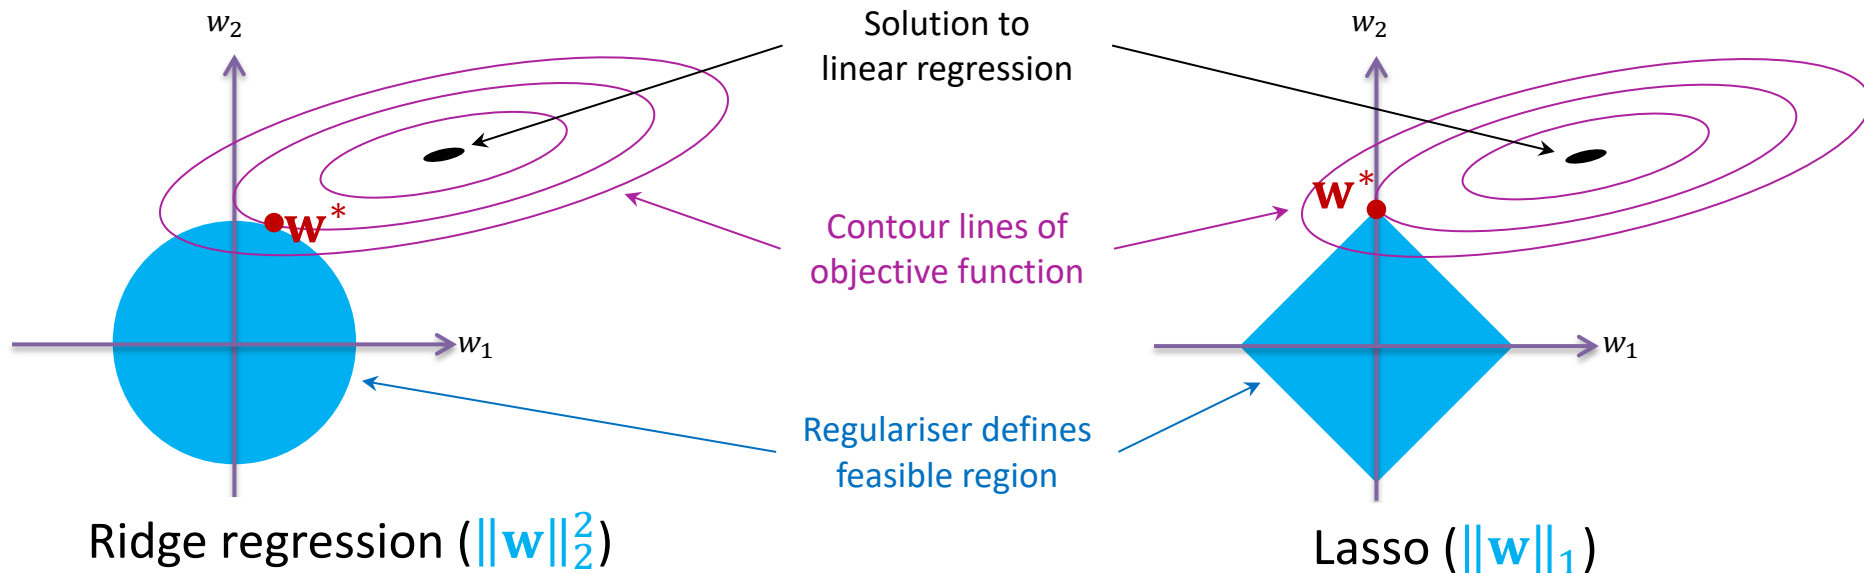 w₂
Solution to
linear regression
w₂
w*
w*
Contour lines of
objective function
w₁
w₁
Regulariser defines
feasible region
Ridge regression (‖w‖₂²)
Lasso (‖w‖₁)